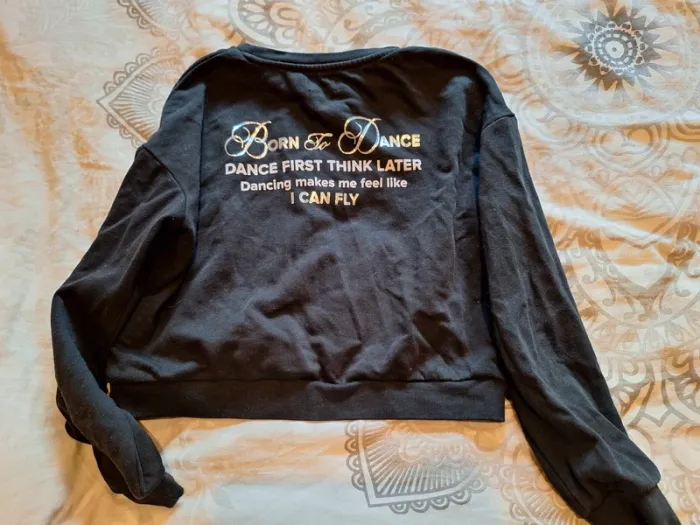 Born To Dance
DANCE FIRST THINK LATER
Dancing makes me feel like
I CAN FLY